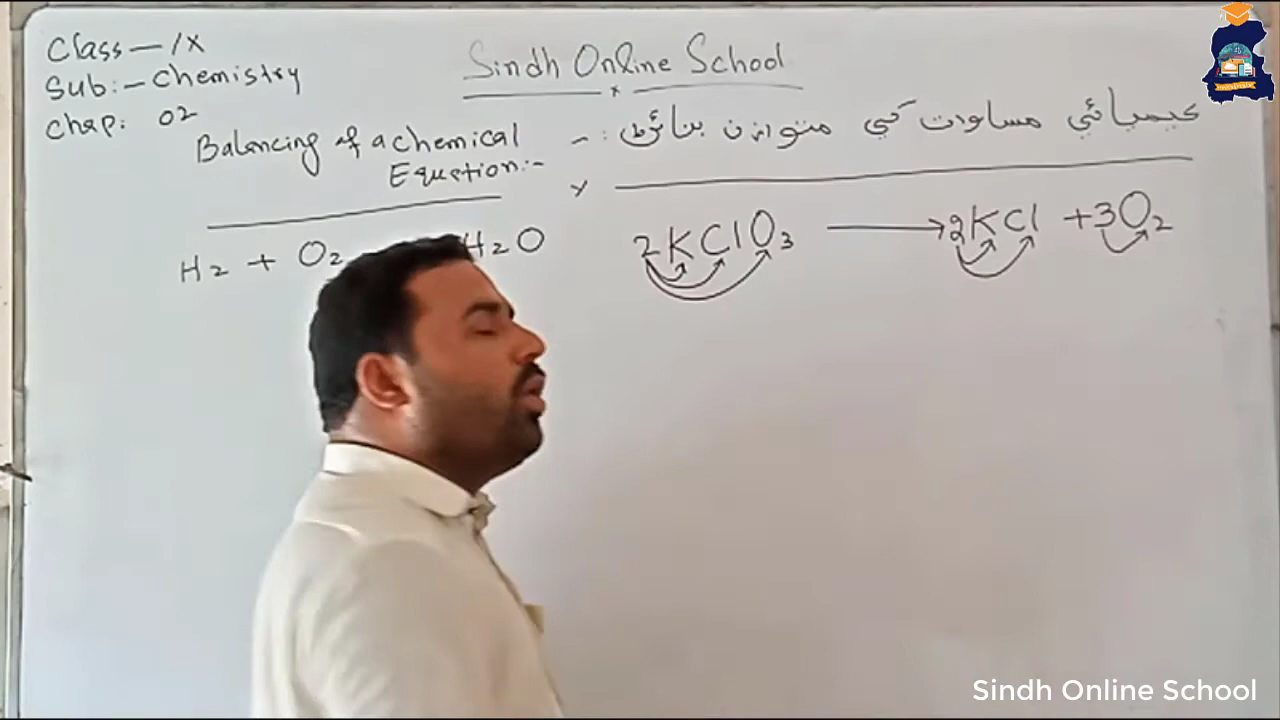 Class — IX
Sub:- Chemistry
Chap: 02
Sindh Online School
Balancing of a chemical
Equation:-
ڪيميائي مساوات کي متوازن بنائڻ :-
H2 + O2 H2O
2KClO3 → 2KCl + 3O2
Sindh Online School